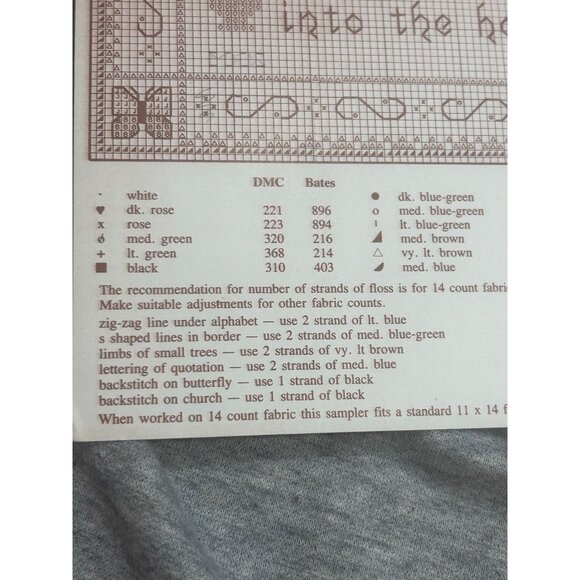 into the he
DMC Bates
· white
♥ dk. rose 221 896
x rose 223 894
med. green 320 216
+ lt. green 368 214
■ black 310 403
● dk. blue-green
o med. blue-green
ı lt. blue-green
◢ med. brown
△ vy. lt. brown
med. blue
The recommendation for number of strands of floss is for 14 count fabric
Make suitable adjustments for other fabric counts.
zig-zag line under alphabet — use 2 strand of lt. blue
s shaped lines in border — use 2 strands of med. blue-green
limbs of small trees — use 2 strands of vy. lt brown
lettering of quotation — use 2 strands of med. blue
backstitch on butterfly — use 1 strand of black
backstitch on church — use 1 strand of black
When worked on 14 count fabric this sampler fits a standard 11 x 14 f